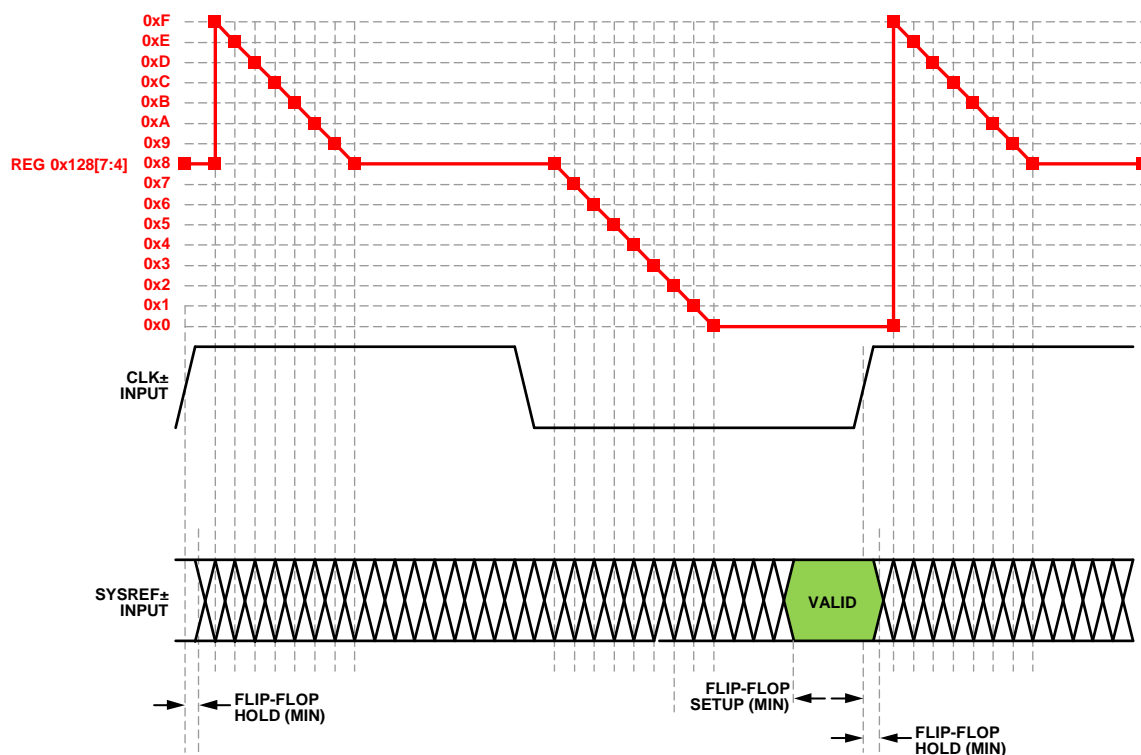 0xF
0xE
0xD
0xC
0xB
0xA
0x9
REG 0x128[7:4] 0x8
0x7
0x6
0x5
0x4
0x3
0x2
0x1
0x0
CLK±
INPUT
SYSREF±
INPUT
VALID
FLIP-FLOP
HOLD (MIN)
FLIP-FLOP
SETUP (MIN)
FLIP-FLOP
HOLD (MIN)